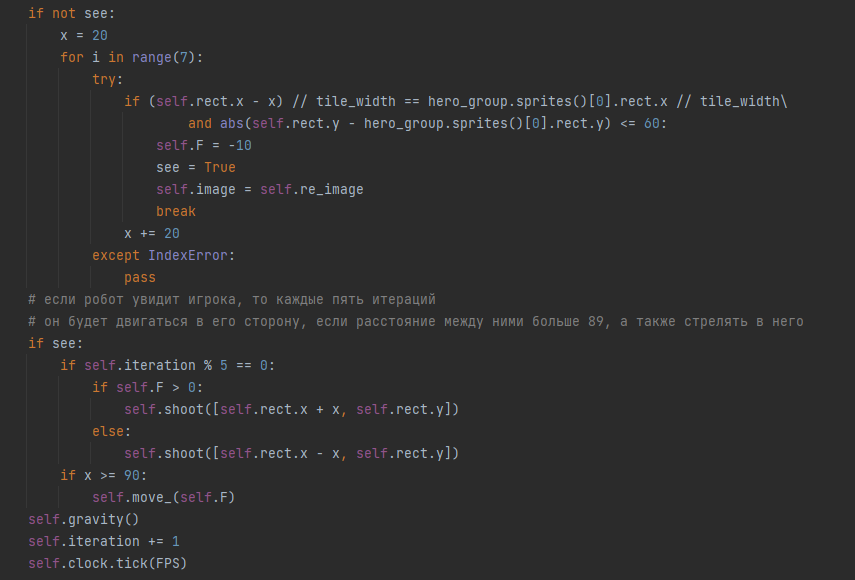 if not see:
    x = 20
    for i in range(7):
        try:
            if (self.rect.x - x) // tile_width == hero_group.sprites()[0].rect.x // tile_width\
                    and abs(self.rect.y - hero_group.sprites()[0].rect.y) <= 60:
                self.F = -10
                see = True
                self.image = self.re_image
                break
            x += 20
        except IndexError:
            pass
# если робот увидит игрока, то каждые пять итераций
# он будет двигаться в его сторону, если расстояние между ними больше 89, а также стрелять в него
if see:
    if self.iteration % 5 == 0:
        if self.F > 0:
            self.shoot([self.rect.x + x, self.rect.y])
        else:
            self.shoot([self.rect.x - x, self.rect.y])
    if x >= 90:
        self.move_(self.F)
self.gravity()
self.iteration += 1
self.clock.tick(FPS)